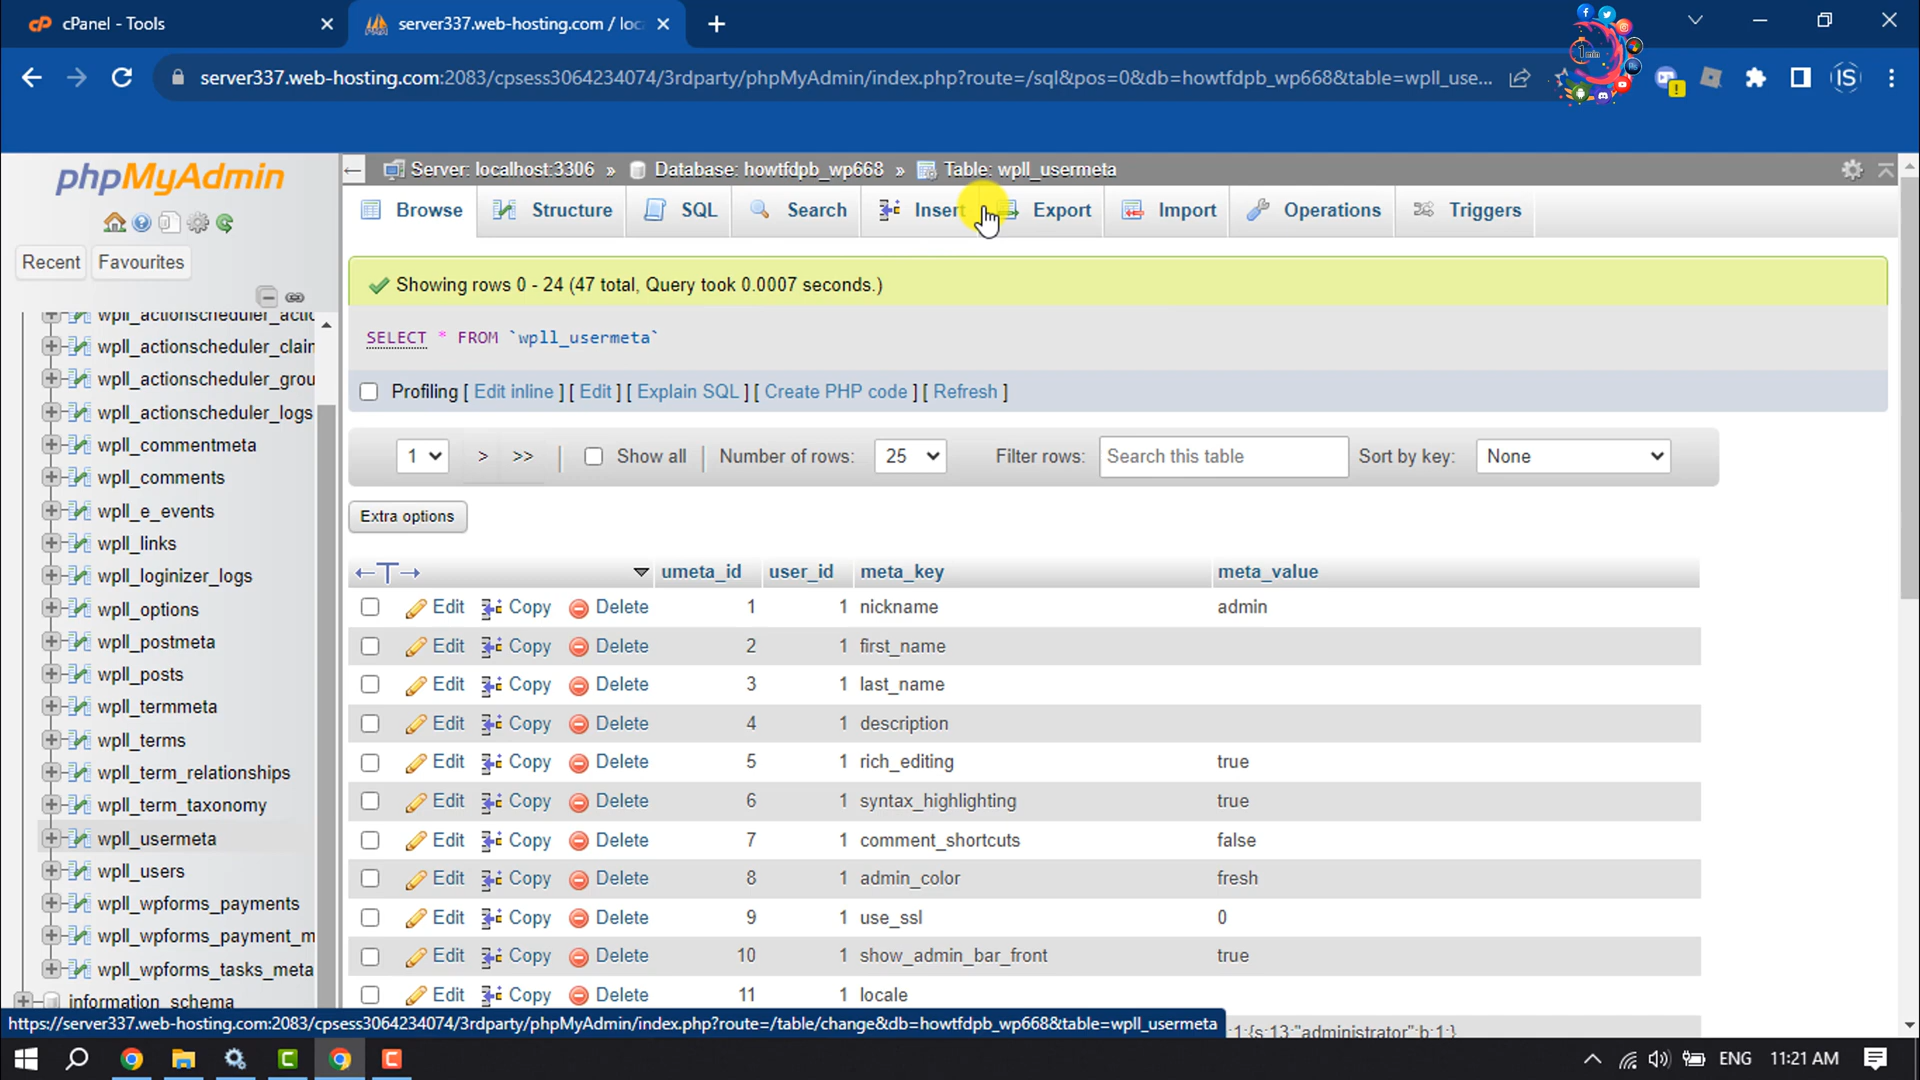 cPanel - Tools
server337.web-hosting.com / loc
server337.web-hosting.com:2083/cpsess3064234074/3rdparty/phpMyAdmin/index.php?route=/sql&pos=0&db=howtfdpb_wp668&table=wpll_use...
1min
IS
phpMyAdmin
Recent
Favourites
wpll_actionscheduler_actic
wpll_actionscheduler_clain
wpll_actionscheduler_grou
wpll_actionscheduler_logs
wpll_commentmeta
wpll_comments
wpll_e_events
wpll_links
wpll_loginizer_logs
wpll_options
wpll_postmeta
wpll_posts
wpll_termmeta
wpll_terms
wpll_term_relationships
wpll_term_taxonomy
wpll_usermeta
wpll_users
wpll_wpforms_payments
wpll_wpforms_payment_m
wpll_wpforms_tasks_meta
information_schema
Server: localhost:3306 » Database: howtfdpb_wp668 » Table: wpll_usermeta
Browse Structure SQL Search Insert Export Import Operations Triggers
Showing rows 0 - 24 (47 total, Query took 0.0007 seconds.)
SELECT * FROM `wpll_usermeta`
Profiling [ Edit inline ] [ Edit ] [ Explain SQL ] [ Create PHP code ] [ Refresh ]
1 > >> | Show all | Number of rows: 25 Filter rows: Search this table Sort by key: None
Extra options
←T→ umeta_id user_id meta_key meta_value
Edit Copy Delete 1 1 nickname admin
Edit Copy Delete 2 1 first_name
Edit Copy Delete 3 1 last_name
Edit Copy Delete 4 1 description
Edit Copy Delete 5 1 rich_editing true
Edit Copy Delete 6 1 syntax_highlighting true
Edit Copy Delete 7 1 comment_shortcuts false
Edit Copy Delete 8 1 admin_color fresh
Edit Copy Delete 9 1 use_ssl 0
Edit Copy Delete 10 1 show_admin_bar_front true
Edit Copy Delete 11 1 locale
:1:{s:13:"administrator";b:1;}
https://server337.web-hosting.com:2083/cpsess3064234074/3rdparty/phpMyAdmin/index.php?route=/table/change&db=howtfdpb_wp668&table=wpll_usermeta
ENG 11:21 AM